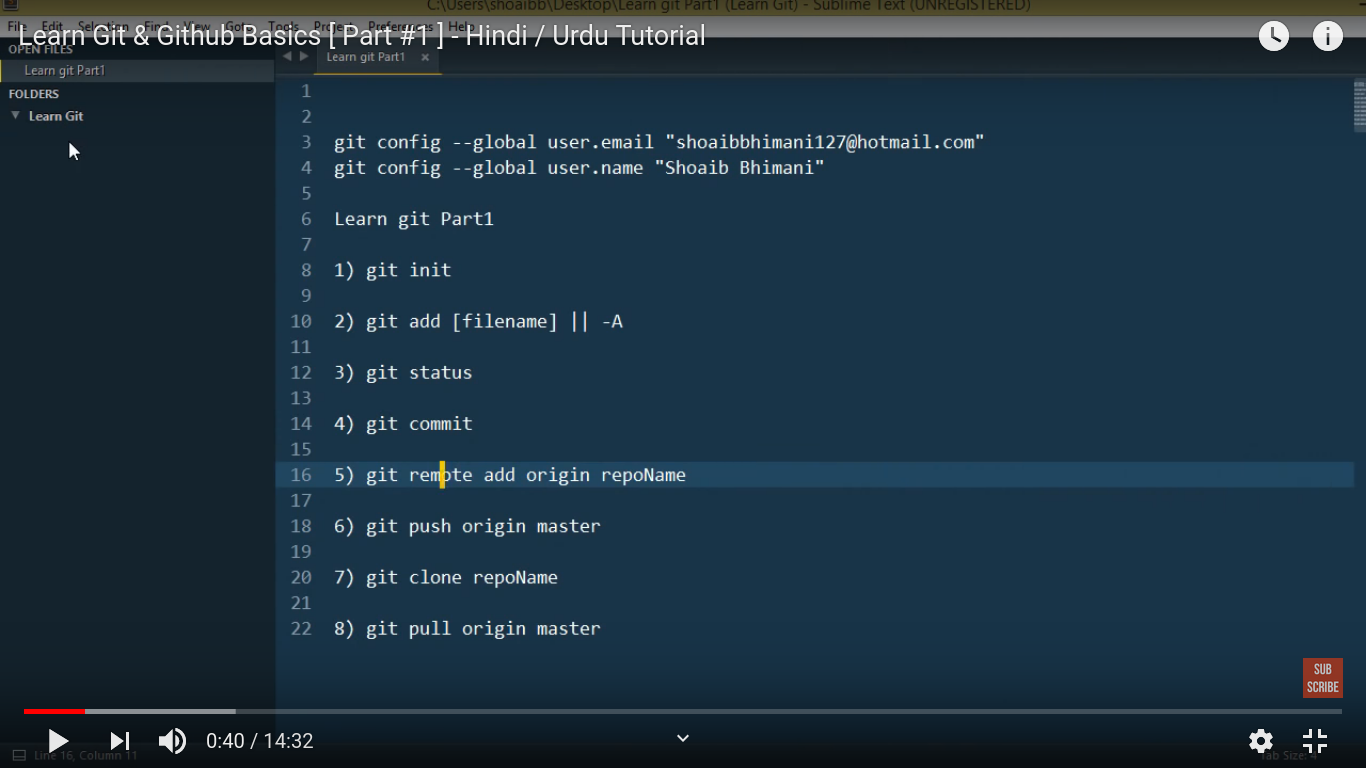 C:\Users\shoaibb\Desktop\Learn git Part1 (Learn Git) - Sublime Text (UNREGISTERED)
File Edit Selection Find View Goto Tools Project Preferences Help
Learn Git & Github Basics [ Part #1 ] - Hindi / Urdu Tutorial
OPEN FILES
Learn git Part1
FOLDERS
Learn Git
Learn git Part1 ×
1
2
3 git config --global user.email "shoaibbhimani127@hotmail.com"
4 git config --global user.name "Shoaib Bhimani"
5
6 Learn git Part1
7
8 1) git init
9
10 2) git add [filename] || -A
11
12 3) git status
13
14 4) git commit
15
16 5) git remote add origin repoName
17
18 6) git push origin master
19
20 7) git clone repoName
21
22 8) git pull origin master
SUB
SCRIBE
0:40 / 14:32
Line 16, Column 11
Tab Size: 4